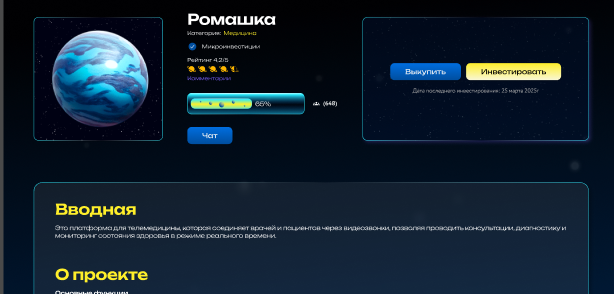 Ромашка
Категория: Медицина
Микроинвестиции
Рейтинг 4,2/5
Комментарии
65%
(648)
Чат
Выкупить
Инвестировать
Дата последнего инвестирования: 25 марта 2025г
Вводная
Это платформа для телемедицины, которая соединяет врачей и пациентов через видеозвонки, позволяя проводить консультации, диагностику и
мониторинг состояния здоровья в режиме реального времени.
О проекте
Основные функции